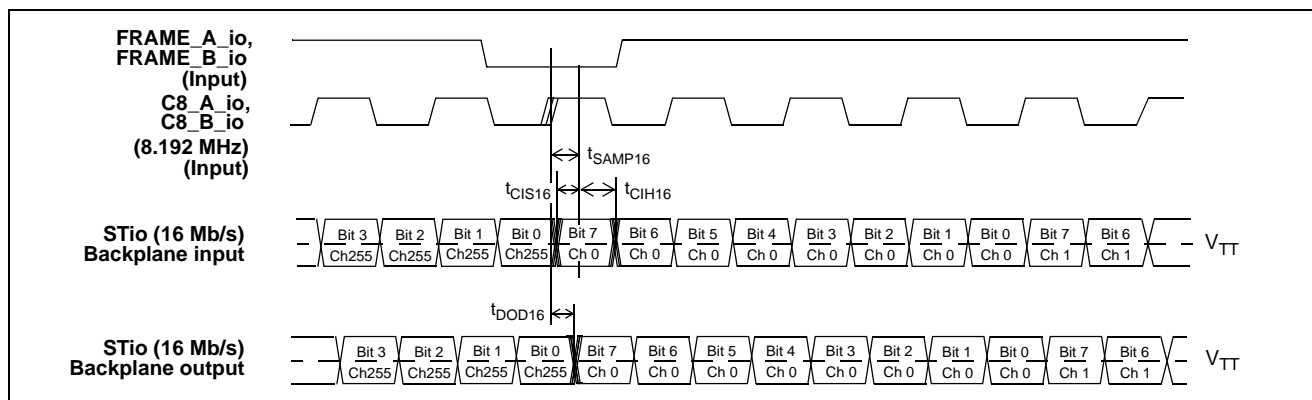 FRAME_A_io,
FRAME_B_io
(Input)
C8_A_io,
C8_B_io
(8.192 MHz)
(Input)
tSAMP16
tCIS16
tCIH16
STio (16 Mb/s)
Backplane input
Bit 3 Bit 2 Bit 1 Bit 0 Bit 7 Bit 6 Bit 5 Bit 4 Bit 3 Bit 2 Bit 1 Bit 0 Bit 7 Bit 6
Ch255 Ch255 Ch255 Ch255 Ch 0 Ch 0 Ch 0 Ch 0 Ch 0 Ch 0 Ch 0 Ch 0 Ch 1 Ch 1
VTT
tDOD16
STio (16 Mb/s)
Backplane output
Bit 3 Bit 2 Bit 1 Bit 0 Bit 7 Bit 6 Bit 5 Bit 4 Bit 3 Bit 2 Bit 1 Bit 0 Bit 7 Bit 6
Ch255 Ch255 Ch255 Ch255 Ch 0 Ch 0 Ch 0 Ch 0 Ch 0 Ch 0 Ch 0 Ch 0 Ch 1 Ch 1
VTT